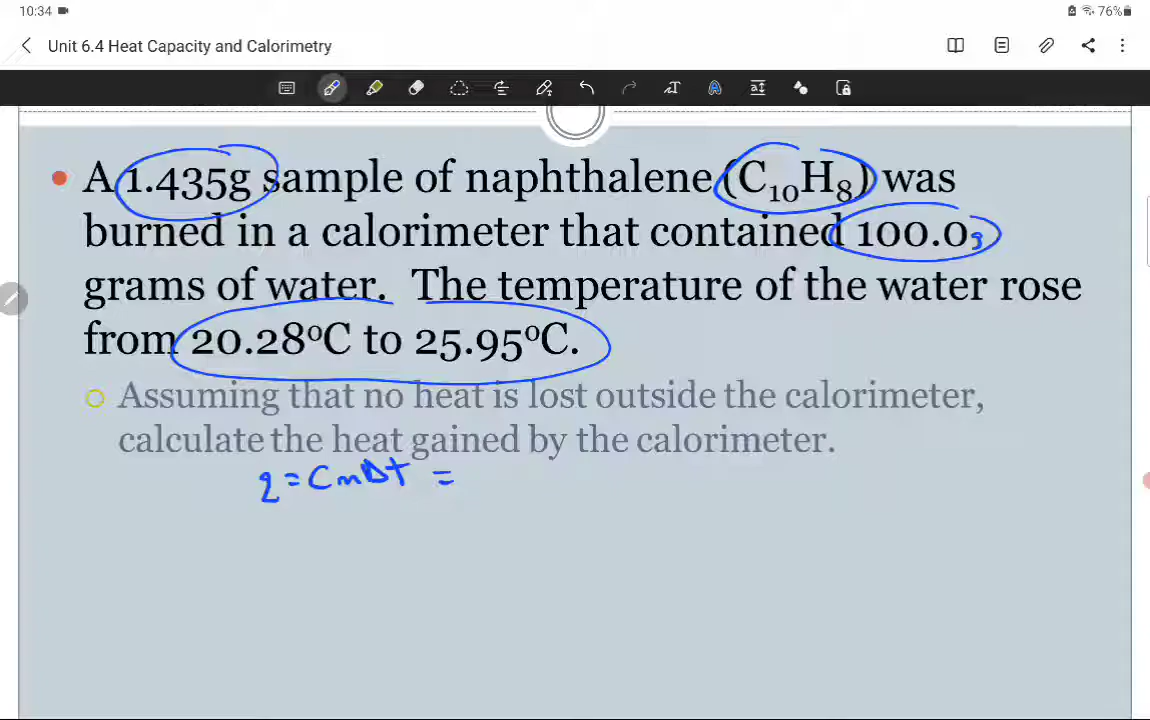 10:34
76%
Unit 6.4 Heat Capacity and Calorimetry
A 1.435g sample of naphthalene (C₁₀H₈) was
burned in a calorimeter that contained 100.0g
grams of water. The temperature of the water rose
from 20.28⁰C to 25.95⁰C.
Assuming that no heat is lost outside the calorimeter,
calculate the heat gained by the calorimeter.
q = CmΔt =